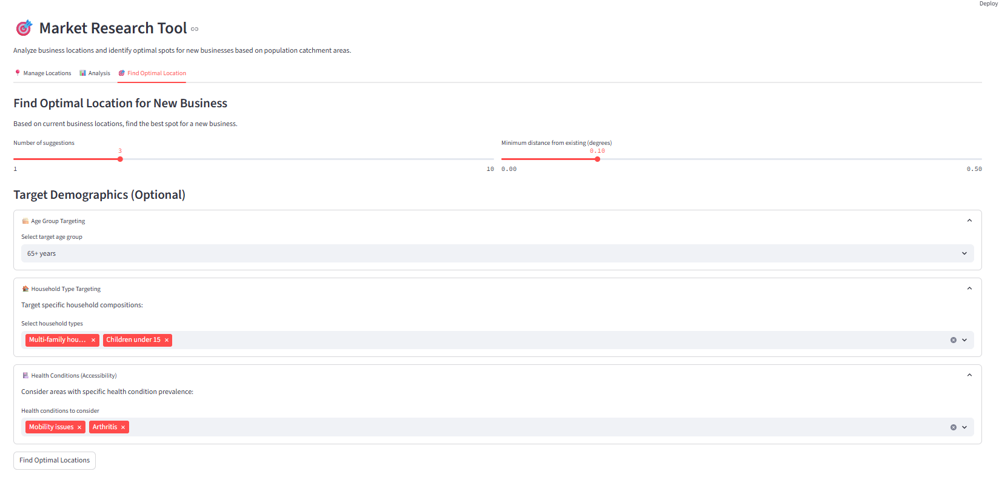 Deploy
Market Research Tool
Analyze business locations and identify optimal spots for new businesses based on population catchment areas.
Manage Locations Analysis Find Optimal Location
Find Optimal Location for New Business
Based on current business locations, find the best spot for a new business.
Number of suggestions
3
1 10
Minimum distance from existing (degrees)
0.10
0.00 0.50
Target Demographics (Optional)
Age Group Targeting
Select target age group
65+ years
Household Type Targeting
Target specific household compositions:
Select household types
Multi-family hou... × Children under 15 ×
Health Conditions (Accessibility)
Consider areas with specific health condition prevalence:
Health conditions to consider
Mobility issues × Arthritis ×
Find Optimal Locations